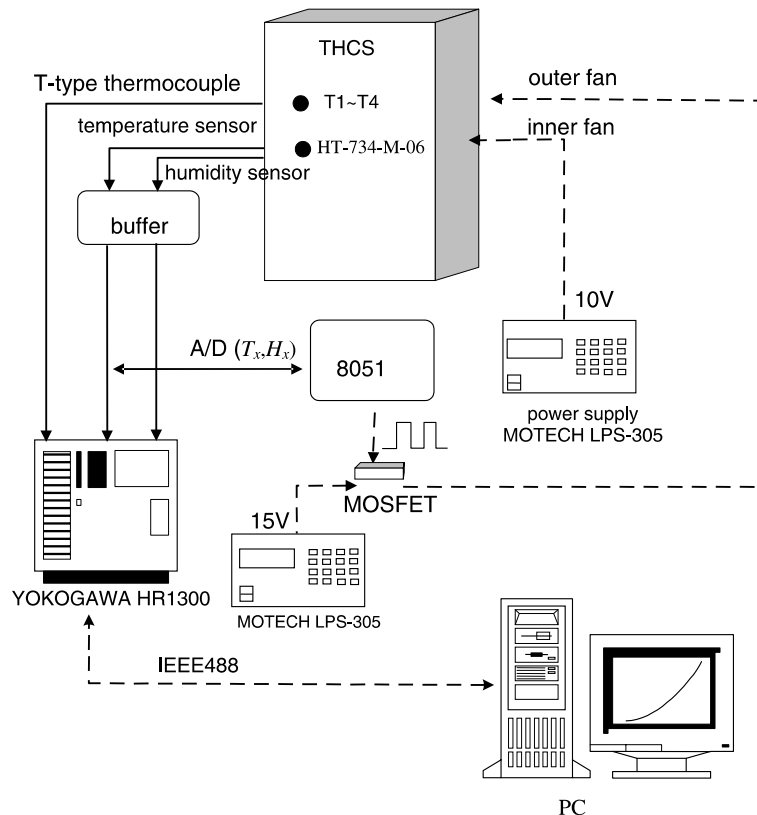 THCS
T-type thermocouple
T1~T4
outer fan
temperature sensor
inner fan
HT-734-M-06
humidity sensor
buffer
10V
A/D (Tx,Hx)
8051
power supply
MOTECH LPS-305
MOSFET
15V
YOKOGAWA HR1300
MOTECH LPS-305
IEEE488
PC